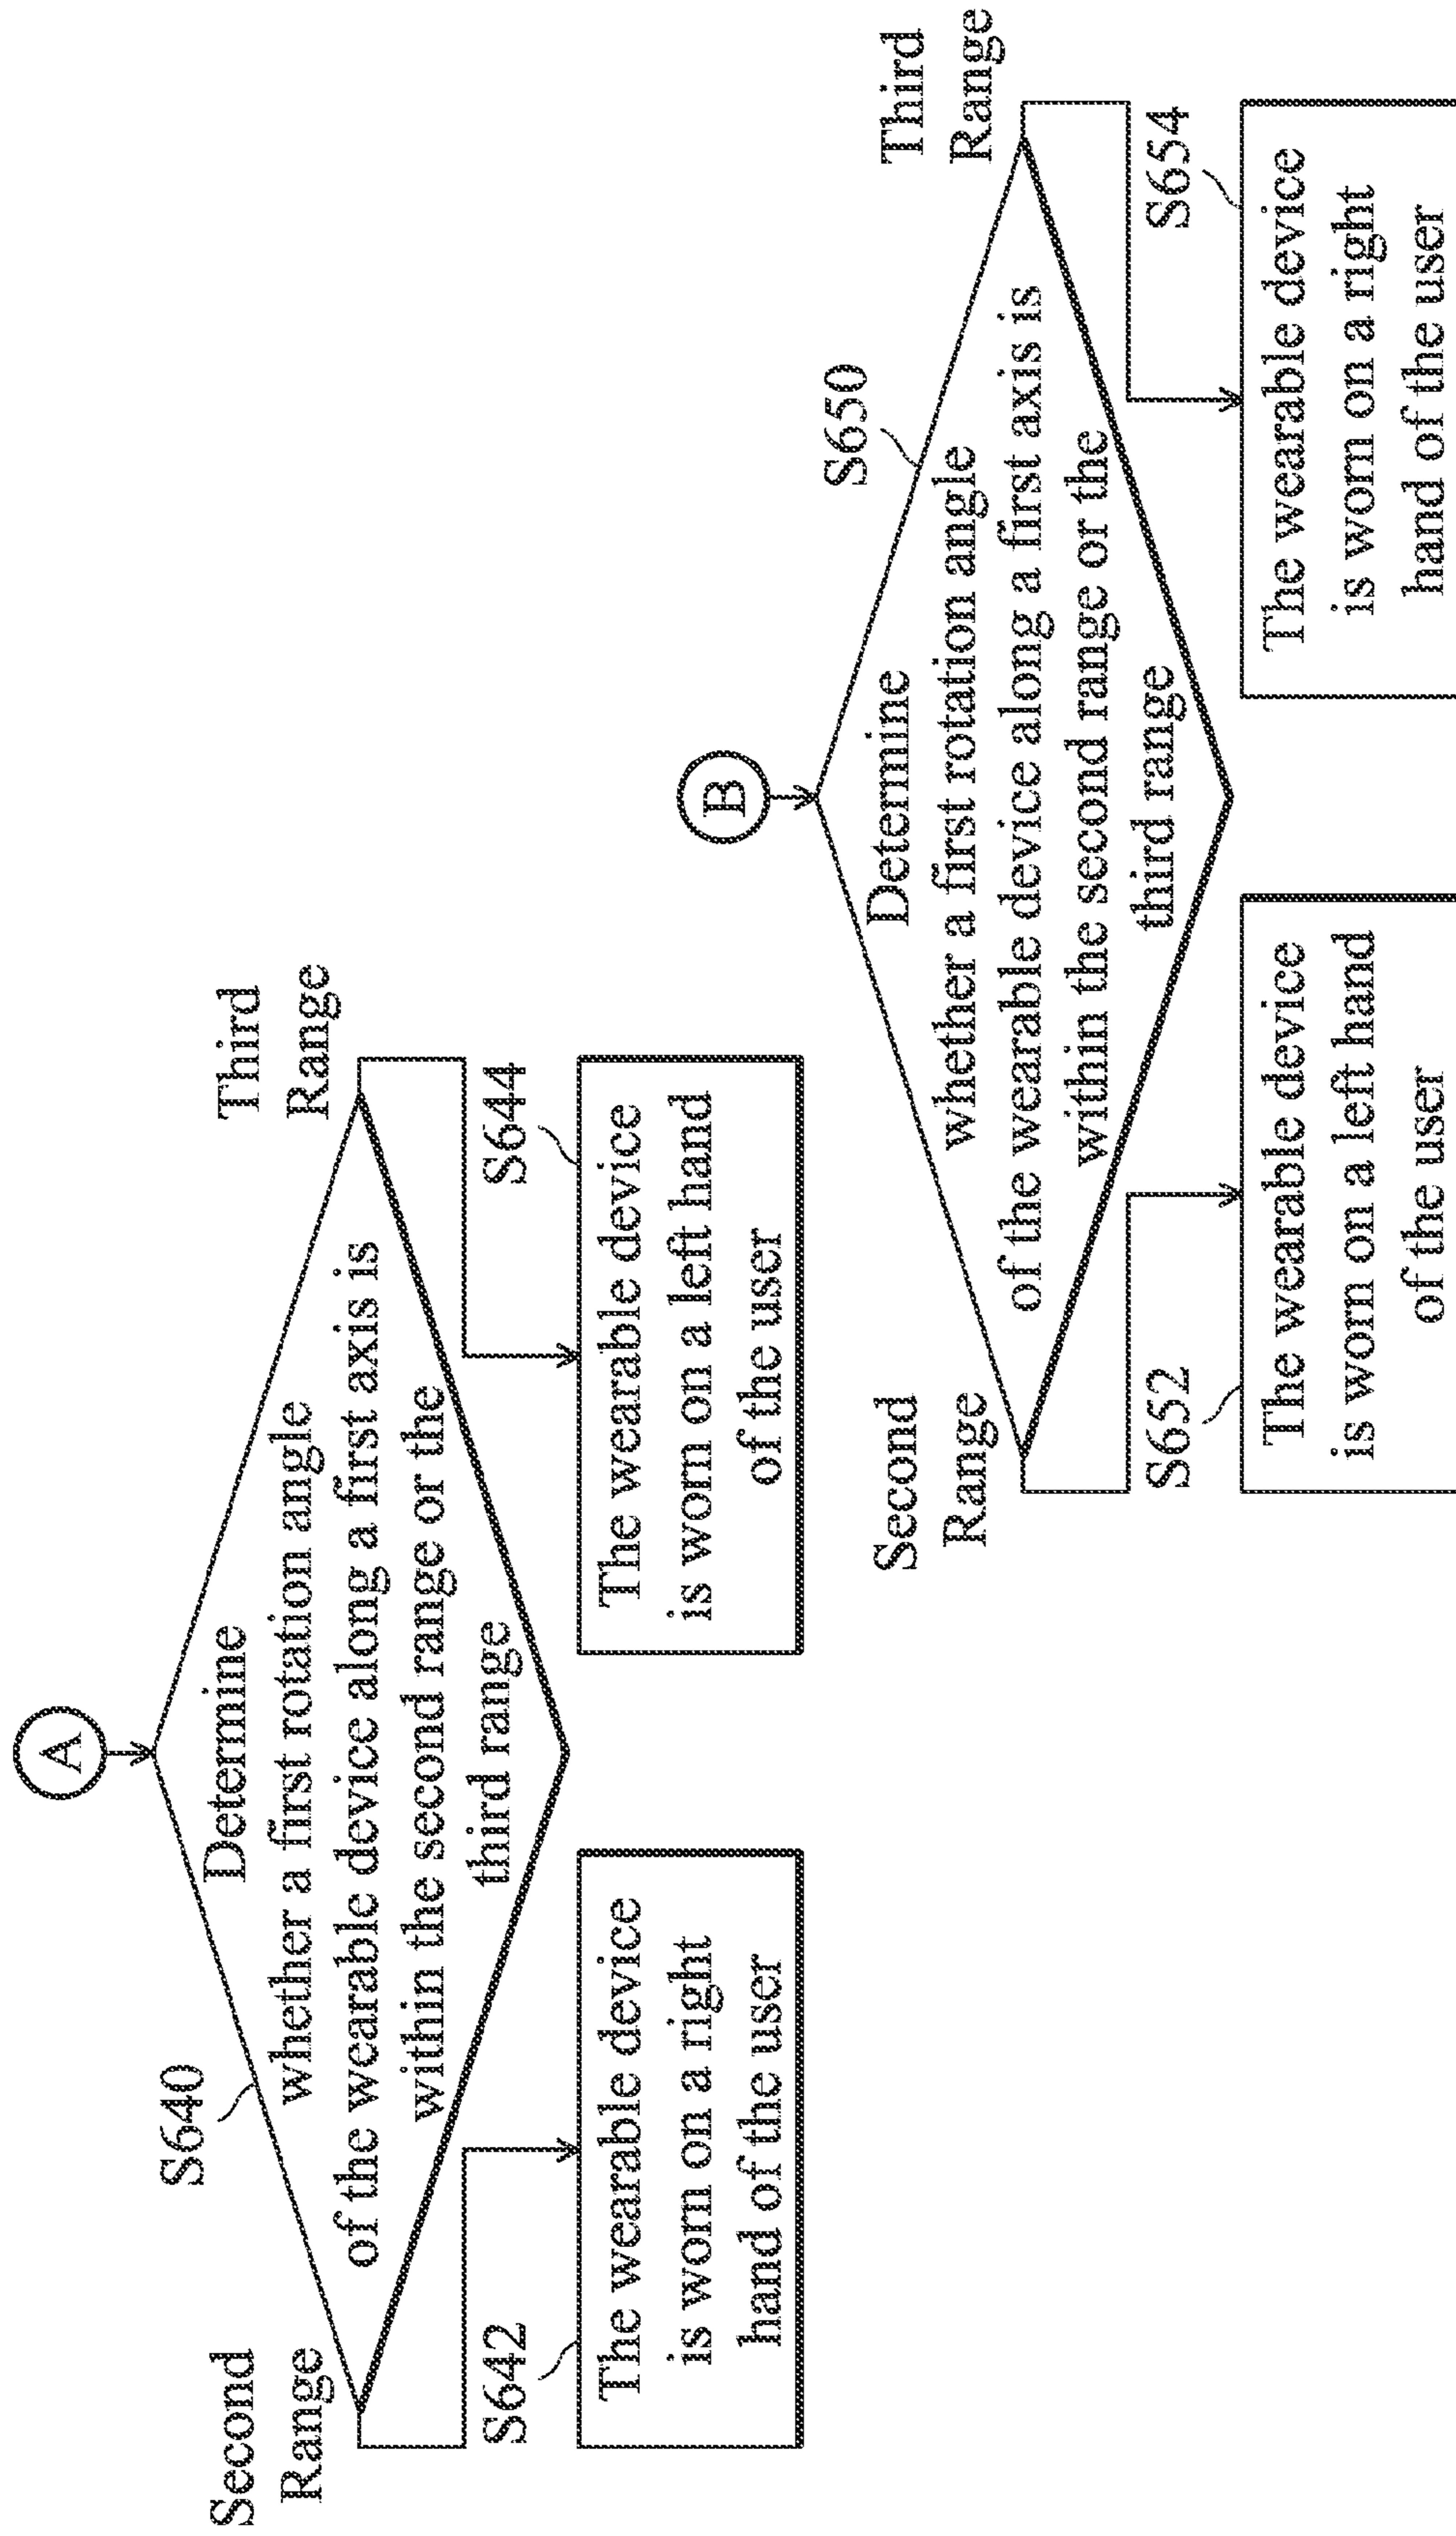 A
S640
Determine
whether a first rotation angle
of the wearable device along a first axis is
within the second range or the
third range
Second
Range
Third
Range
S642
The wearable device
is worn on a right
hand of the user
S644
The wearable device
is worn on a left hand
of the user
B
S650
Determine
whether a first rotation angle
of the wearable device along a first axis is
within the second range or the
third range
Second
Range
Third
Range
S652
The wearable device
is worn on a left hand
of the user
S654
The wearable device
is worn on a right
hand of the user